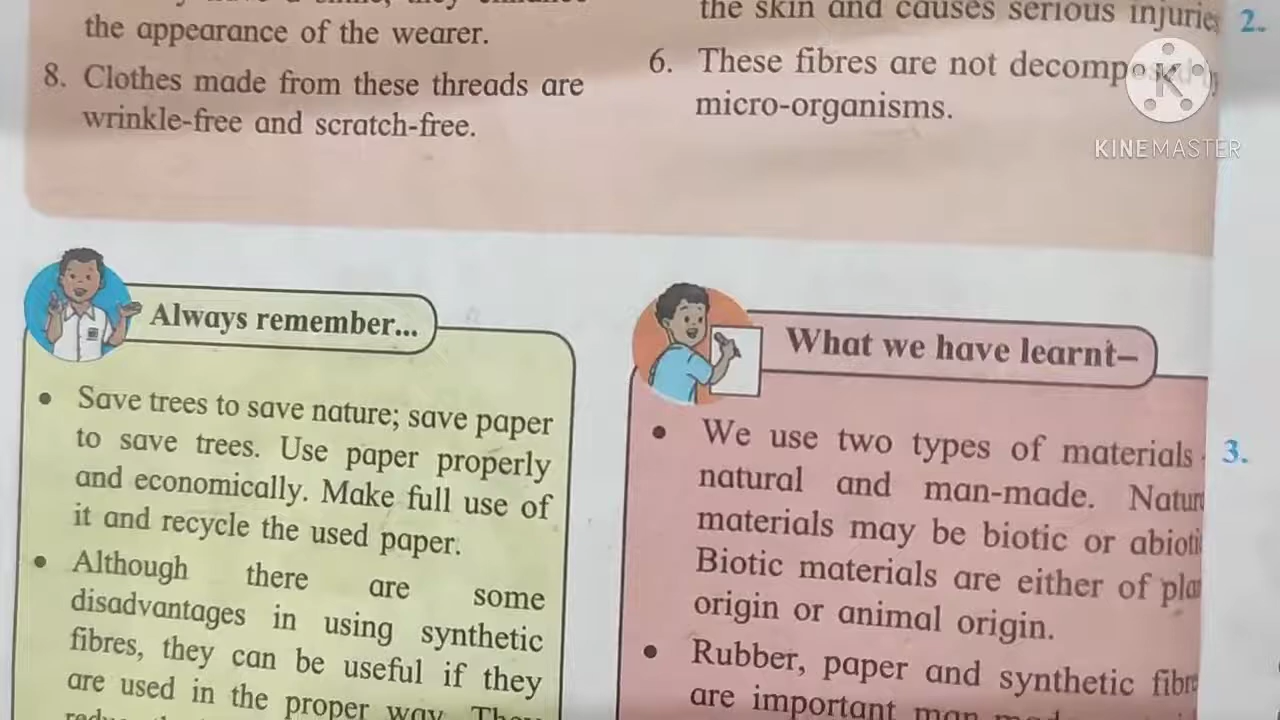 the appearance of the wearer.
8. Clothes made from these threads are
wrinkle-free and scratch-free.
the skin and causes serious injuries
6. These fibres are not decomposed by
micro-organisms.
2.
K
KINEMASTER
Always remember...
• Save trees to save nature; save paper
to save trees. Use paper properly
and economically. Make full use of
it and recycle the used paper.
• Although there are some
disadvantages in using synthetic
fibres, they can be useful if they
are used in the proper way. They
What we have learnt–
• We use two types of materials -
natural and man-made.
materials may be biotic or
Biotic materials are either of
origin or animal origin.
• Rubber, paper and synthetic
are important
3.